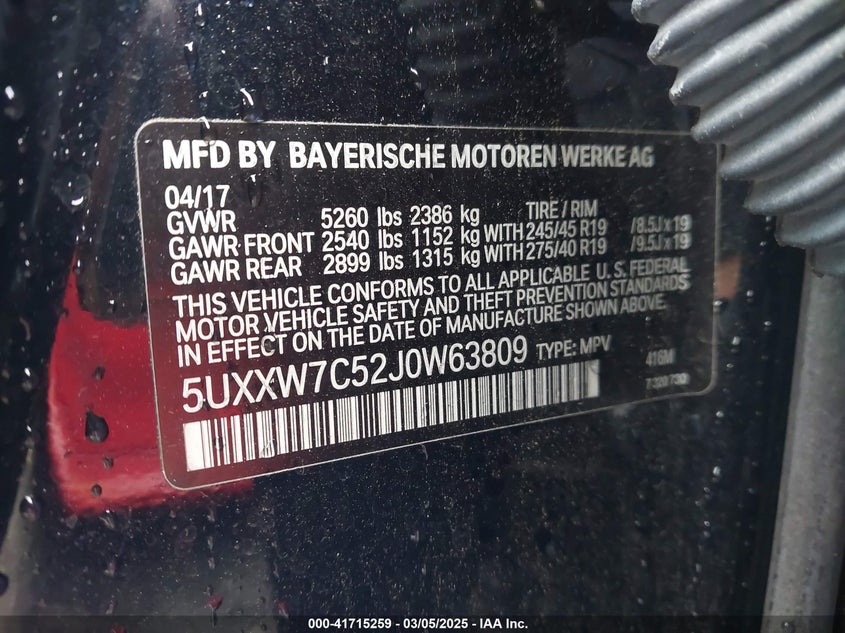 MFD BY BAYERISCHE MOTOREN WERKE AG
04/17 TIRE / RIM
GVWR 5260 lbs 2386 kg
GAWR FRONT 2540 lbs 1152 kg WITH 245/45 R19 /8.5J x 19
GAWR REAR 2899 lbs 1315 kg WITH 275/40 R19 /9.5J x 19
THIS VEHICLE CONFORMS TO ALL APPLICABLE U.S. FEDERAL
MOTOR VEHICLE SAFETY AND THEFT PREVENTION STANDARDS
IN EFFECT ON THE DATE OF MANUFACTURE SHOWN ABOVE.
5UXXW7C52J0W63809 TYPE: MPV 416M
000-41715259 - 03/05/2025 - IAA Inc.